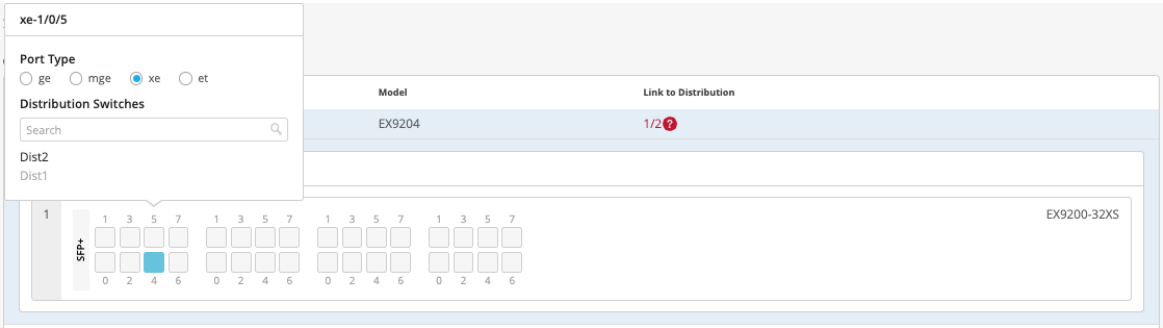 xe-1/0/5
Port Type
ge mge xe et
Distribution Switches
Search
Dist2
Dist1
Model Link to Distribution
EX9204 1/2?
1 EX9200-32XS
SFP+
1 3 5 7 1 3 5 7 1 3 5 7 1 3 5 7
0 2 4 6 0 2 4 6 0 2 4 6 0 2 4 6